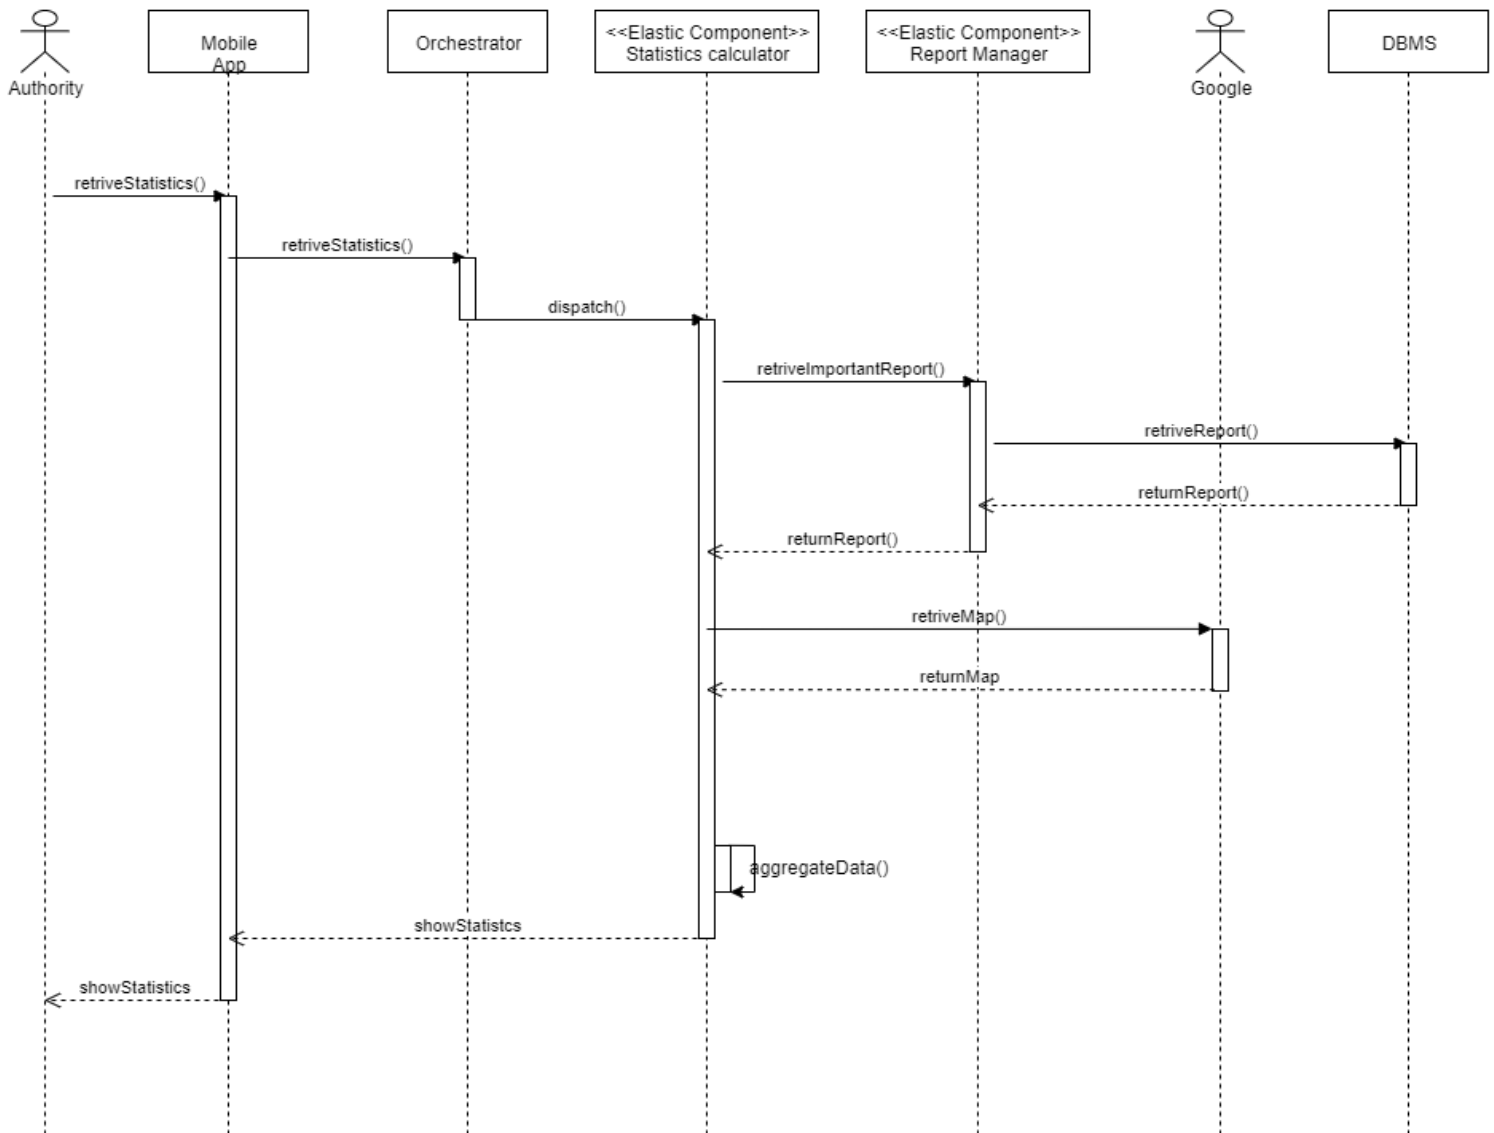 Authority
Mobile
App
Orchestrator
<<Elastic Component>>
Statistics calculator
<<Elastic Component>>
Report Manager
Google
DBMS
retriveStatistics()
retriveStatistics()
dispatch()
retriveImportantReport()
retriveReport()
returnReport()
returnReport()
retriveMap()
returnMap
aggregateData()
showStatistcs
showStatistics